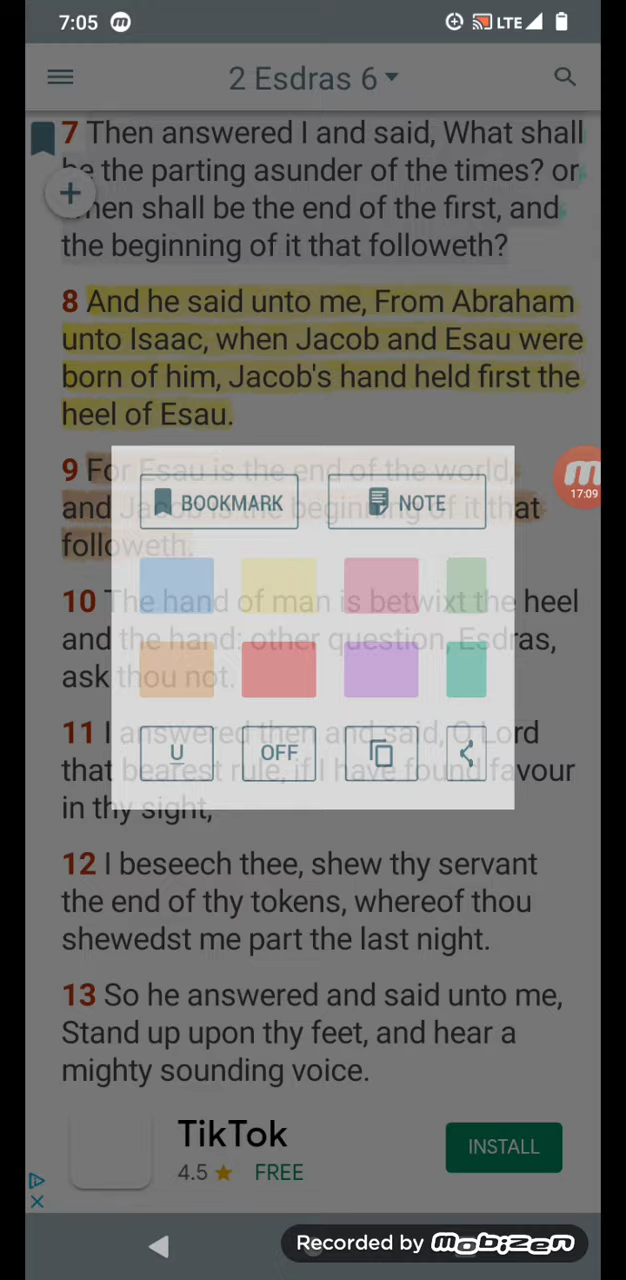 7:05
LTE
2 Esdras 6
7 Then answered I and said, What shall
be the parting asunder of the times? or
when shall be the end of the first, and
the beginning of it that followeth?
8 And he said unto me, From Abraham
unto Isaac, when Jacob and Esau were
born of him, Jacob's hand held first the
heel of Esau.
9 For Esau is the end of the world,
and Jacob is the beginning of it that
followeth.
BOOKMARK
NOTE
17:09
10 The hand of man is betwixt the heel
and the hand: other question, Esdras,
ask thou not.
11 I answered then and said, O Lord
that bearest rule, if I have found favour
in thy sight,
U
OFF
12 I beseech thee, shew thy servant
the end of thy tokens, whereof thou
shewedst me part the last night.
13 So he answered and said unto me,
Stand up upon thy feet, and hear a
mighty sounding voice.
TikTok
4.5 ★ FREE
INSTALL
Recorded by mobizen